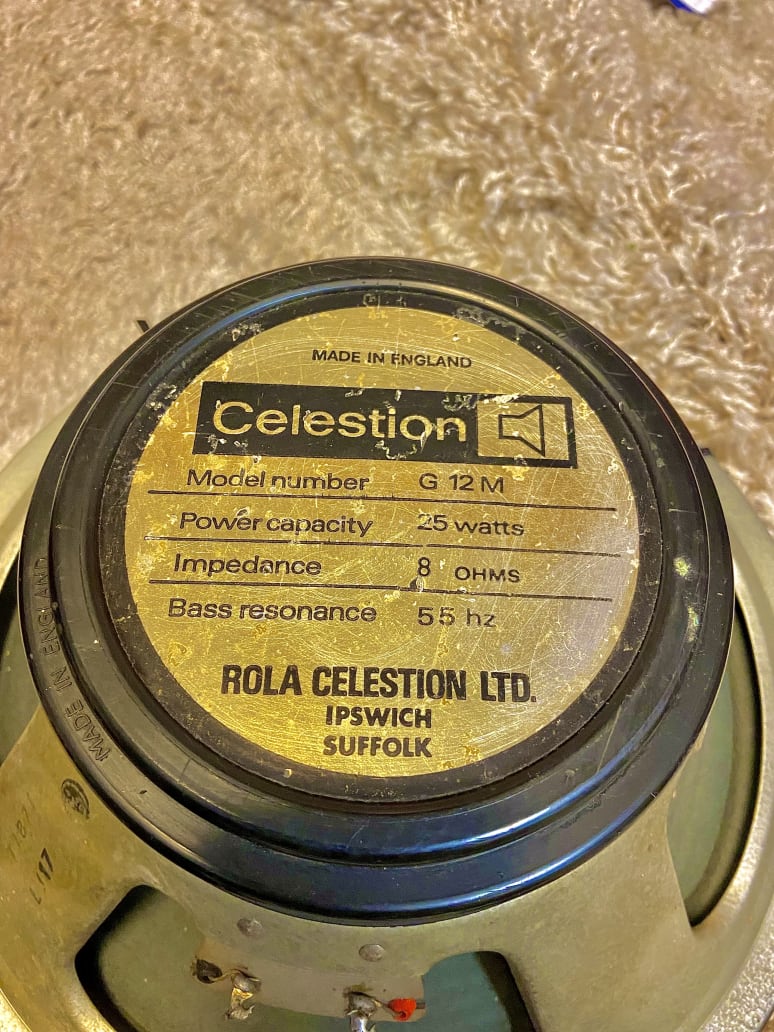 MADE IN ENGLAND
Celestion
Model number G 12 M
Power capacity 25 watts
Impedance 8 OHMS
Bass resonance 55 hz
ROLA CELESTION LTD.
IPSWICH
SUFFOLK
MADE IN ENGLAND